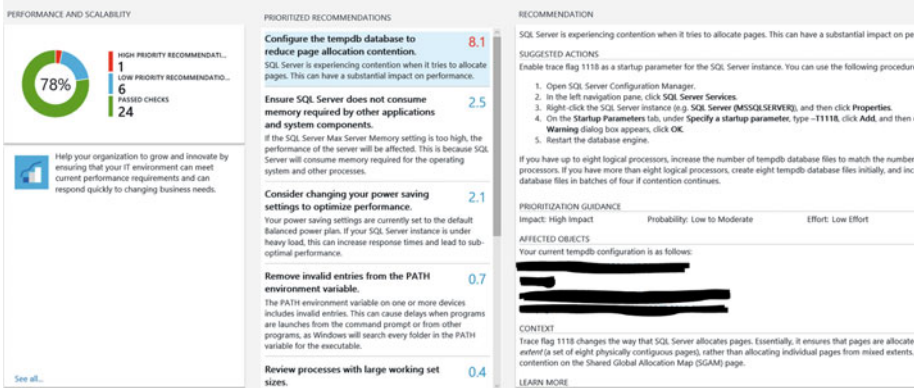 PERFORMANCE AND SCALABILITY
78%
HIGH PRIORITY RECOMMENDATI...
1
LOW PRIORITY RECOMMENDATIO...
6
PASSED CHECKS
24
Help your organization to grow and innovate by
ensuring that your IT environment can meet
current performance requirements and can
respond quickly to changing business needs.
See all...
PRIORITIZED RECOMMENDATIONS
Configure the tempdb database to
reduce page allocation contention.
8.1
SQL Server is experiencing contention when it tries to allocate
pages. This can have a substantial impact on performance.
Ensure SQL Server does not consume
memory required by other applications
and system components.
2.5
If the SQL Server Max Server Memory setting is too high, the
performance of the server will be affected. This is because SQL
Server will consume memory required for the operating
system and other processes.
Consider changing your power saving
settings to optimize performance.
2.1
Your power saving settings are currently set to the default
Balanced power plan. If your SQL Server instance is under
heavy load, this can increase response times and lead to sub-
optimal performance.
Remove invalid entries from the PATH
environment variable.
0.7
The PATH environment variable on one or more devices
includes invalid entries. This can cause delays when programs
are launches from the command prompt or from other
programs, as Windows will search every folder in the PATH
variable for the executable.
Review processes with large working set
sizes.
0.4
RECOMMENDATION
SQL Server is experiencing contention when it tries to allocate pages. This can have a substantial impact on pe
SUGGESTED ACTIONS
Enable trace flag 1118 as a startup parameter for the SQL Server instance. You can use the following procedure
1. Open SQL Server Configuration Manager.
2. In the left navigation pane, click SQL Server Services.
3. Right-click the SQL Server instance (e.g. SQL Server (MSSQLSERVER)), and then click Properties.
4. On the Startup Parameters tab, under Specify a startup parameter, type –T1118, click Add, and then
Warning dialog box appears, click OK.
5. Restart the database engine.
If you have up to eight logical processors, increase the number of tempdb database files to match the number
processors. If you have more than eight logical processors, create eight tempdb database files initially, and inc
database files in batches of four if contention continues.
PRIORITIZATION GUIDANCE
Impact: High Impact Probability: Low to Moderate Effort: Low Effort
AFFECTED OBJECTS
Your current tempdb configuration is as follows:
CONTEXT
Trace flag 1118 changes the way that SQL Server allocates pages. Essentially, it ensures that pages are allocate
extent (a set of eight physically contiguous pages), rather than allocating individual pages from mixed extents.
contention on the Shared Global Allocation Map (SGAM) page.
LEARN MORE